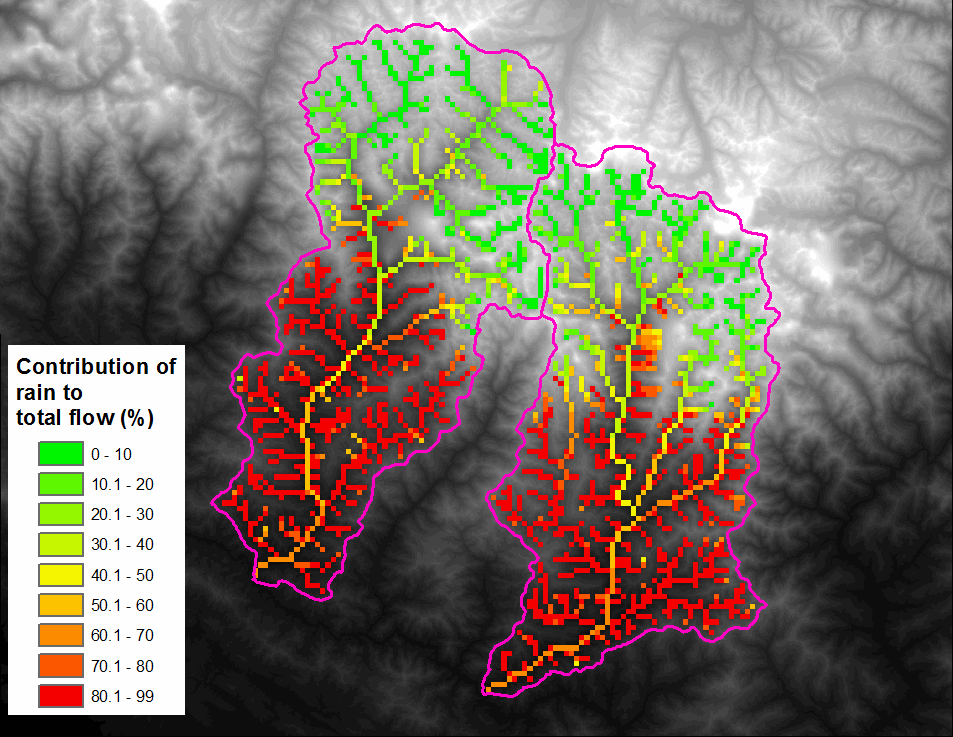 Contribution of
rain to
total flow (%)
0 - 10
10.1 - 20
20.1 - 30
30.1 - 40
40.1 - 50
50.1 - 60
60.1 - 70
70.1 - 80
80.1 - 99